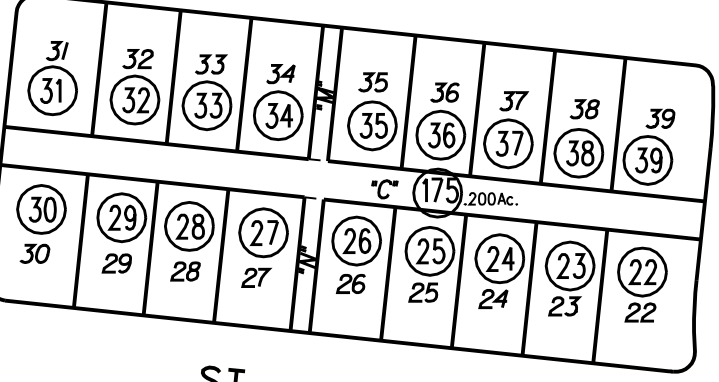 31 32 33 34 35 36 37 38 39
31 32 33 34 "M" 35 36 37 38 39
"C" 175 .200Ac.
30 29 28 27 "N" 26 25 24 23 22
30 29 28 27 26 25 24 23 22
ST